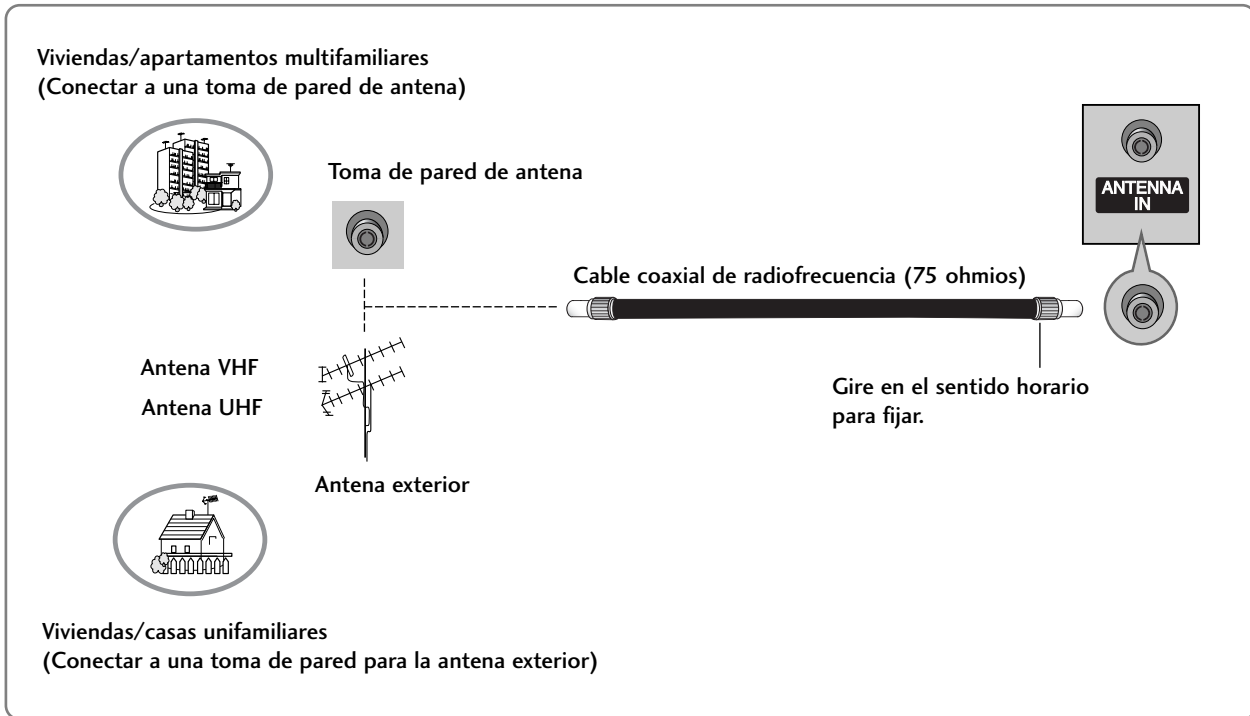 Viviendas/apartamentos multifamiliares
(Conectar a una toma de pared de antena)
Toma de pared de antena
ANTENNA
IN
Cable coaxial de radiofrecuencia (75 ohmios)
Antena VHF
Antena UHF
Gire en el sentido horario
para fijar.
Antena exterior
Viviendas/casas unifamiliares
(Conectar a una toma de pared para la antena exterior)